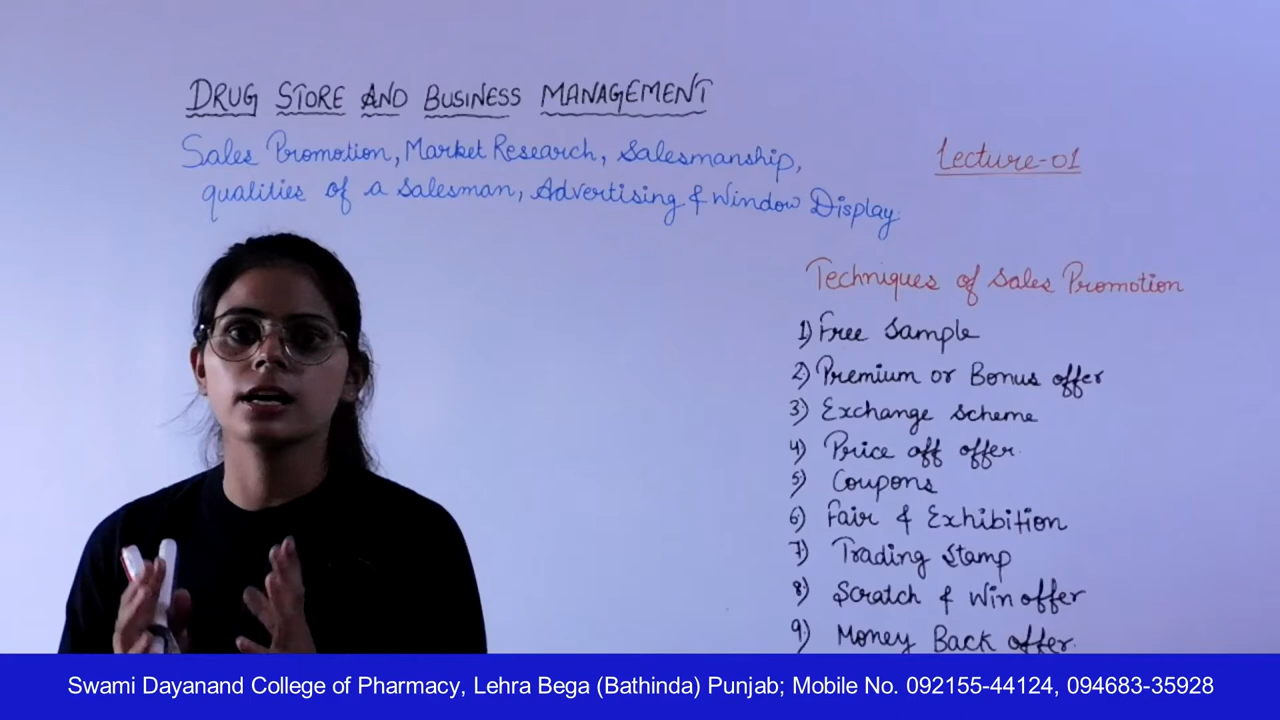 DRUG STORE AND BUSINESS MANAGEMENT
Sales Promotion, Market Research, Salesmanship,
qualities of a Salesman, Advertising & Window Display.
Lecture-01
Techniques of Sales Promotion
1) Free Sample
2) Premium or Bonus offer
3) Exchange Scheme
4) Price off offer.
5) Coupons
6) Fair & Exhibition
7) Trading Stamp
8) Scratch & Win offer
9) Money Back offer.
Swami Dayanand College of Pharmacy, Lehra Bega (Bathinda) Punjab; Mobile No. 092155-44124, 094683-35928